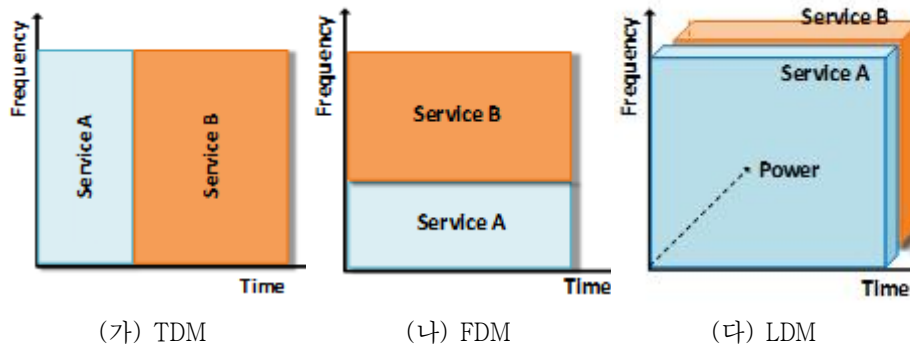 Frequency
Service A
Service B
Time
(가) TDM
Frequency
Service B
Service A
Time
(나) FDM
Frequency
Service B
Service A
Power
Time
(다) LDM